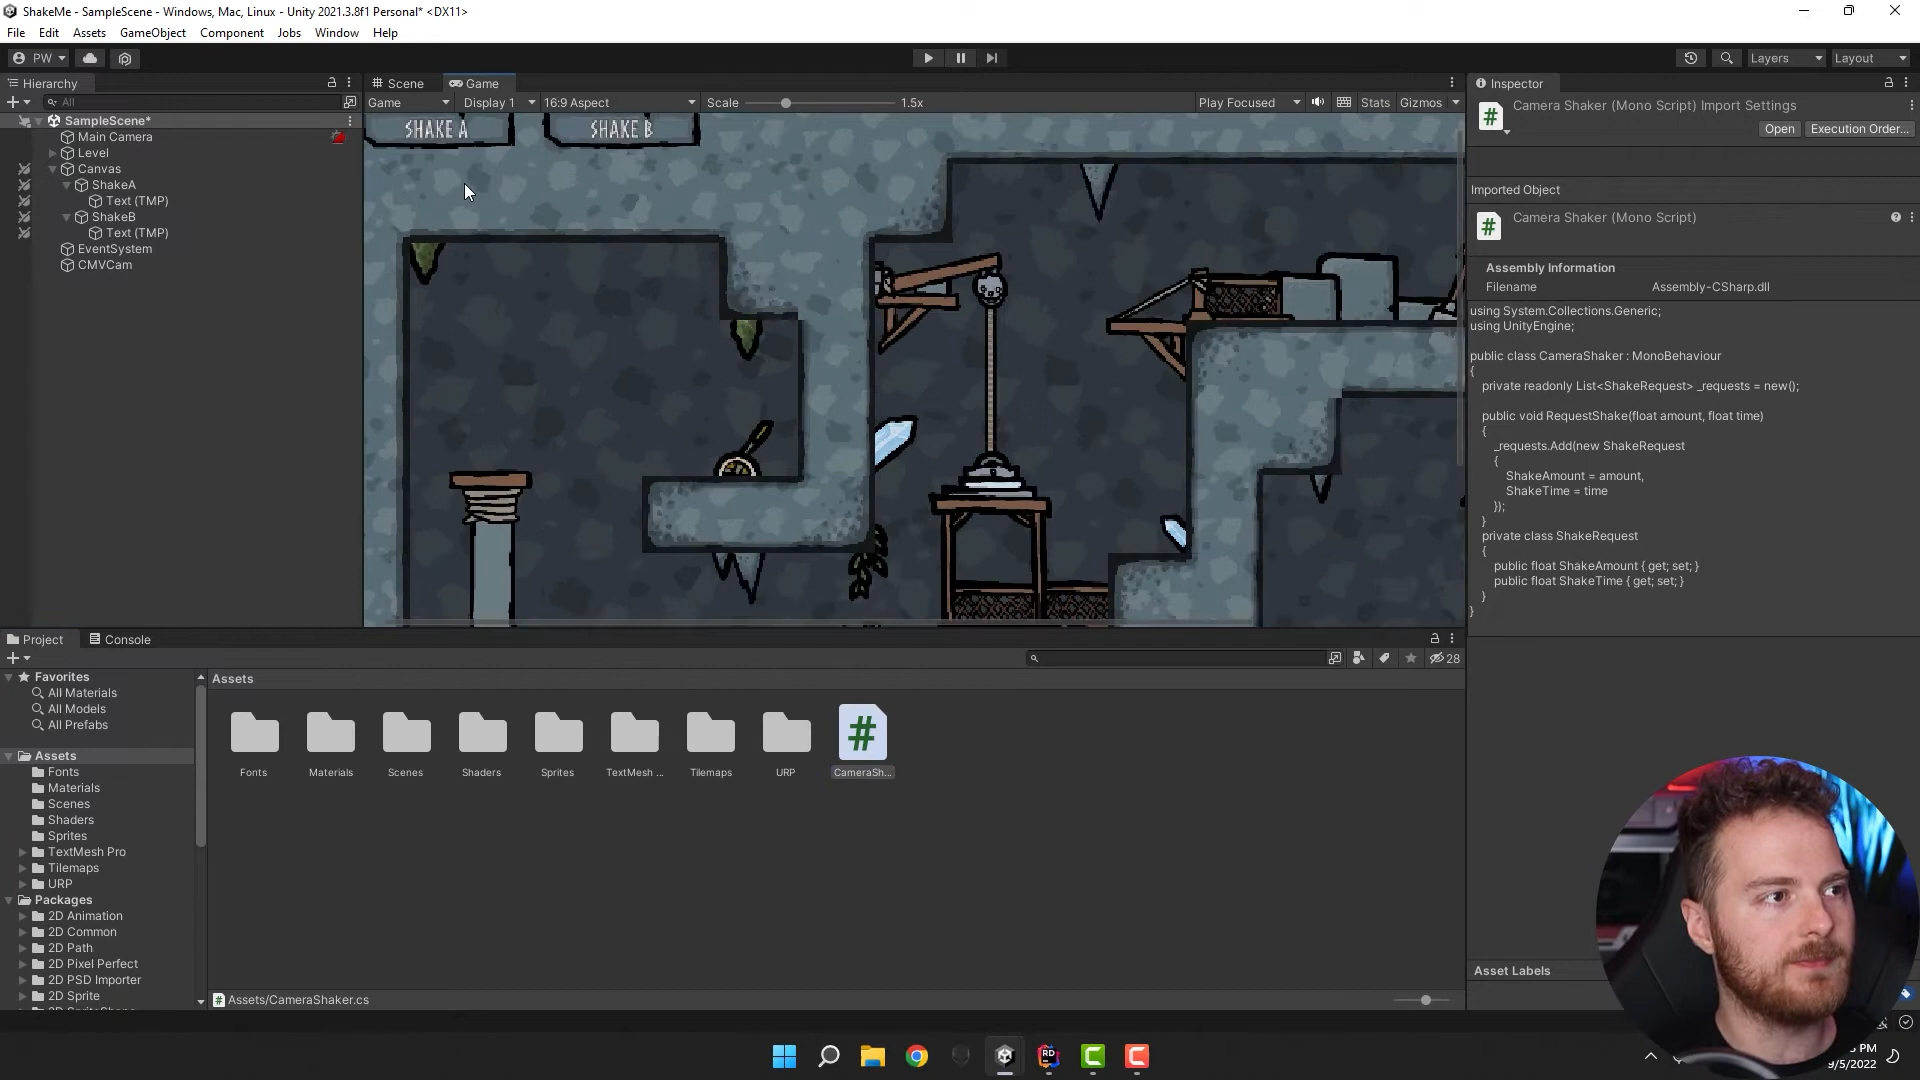 ShakeMe - SampleScene - Windows, Mac, Linux - Unity 2021.3.8f1 Personal* <DX11>
File Edit Assets GameObject Component Jobs Window Help
PW
Layers Layout
Hierarchy
All
SampleScene*
Main Camera
Level
Canvas
ShakeA
Text (TMP)
ShakeB
Text (TMP)
EventSystem
CMVCam
Scene Game
Game Display 1 16:9 Aspect Scale 1.5x Play Focused Stats Gizmos
SHAKE A SHAKE B
Inspector
Camera Shaker (Mono Script) Import Settings
Open Execution Order...
Imported Object
# Camera Shaker (Mono Script)
Assembly Information
Filename Assembly-CSharp.dll
using System.Collections.Generic;
using UnityEngine;
public class CameraShaker : MonoBehaviour
{
private readonly List<ShakeRequest> _requests = new();
public void RequestShake(float amount, float time)
{
_requests.Add(new ShakeRequest
{
ShakeAmount = amount,
ShakeTime = time
});
}
private class ShakeRequest
{
public float ShakeAmount { get; set; }
public float ShakeTime { get; set; }
}
}
Asset Labels
Project Console
28
Favorites
All Materials
All Models
All Prefabs
Assets
Fonts
Materials
Scenes
Shaders
Sprites
TextMesh Pro
Tilemaps
URP
Packages
2D Animation
2D Common
2D Path
2D Pixel Perfect
2D PSD Importer
2D Sprite
Assets
Fonts Materials Scenes Shaders Sprites TextMesh ... Tilemaps URP CameraSh...
Assets/CameraShaker.cs
RD
PM
9/5/2022